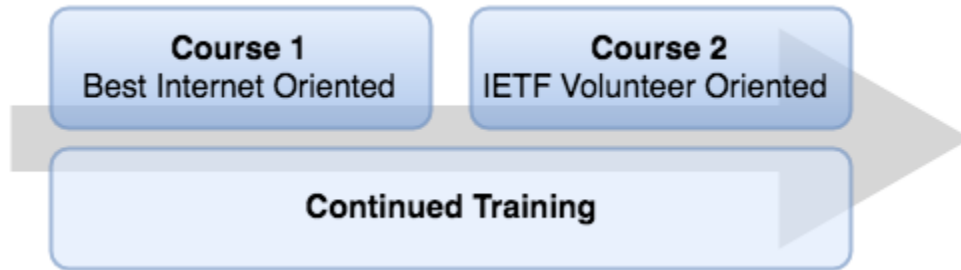 Course 1
Best Internet Oriented
Course 2
IETF Volunteer Oriented
Continued Training